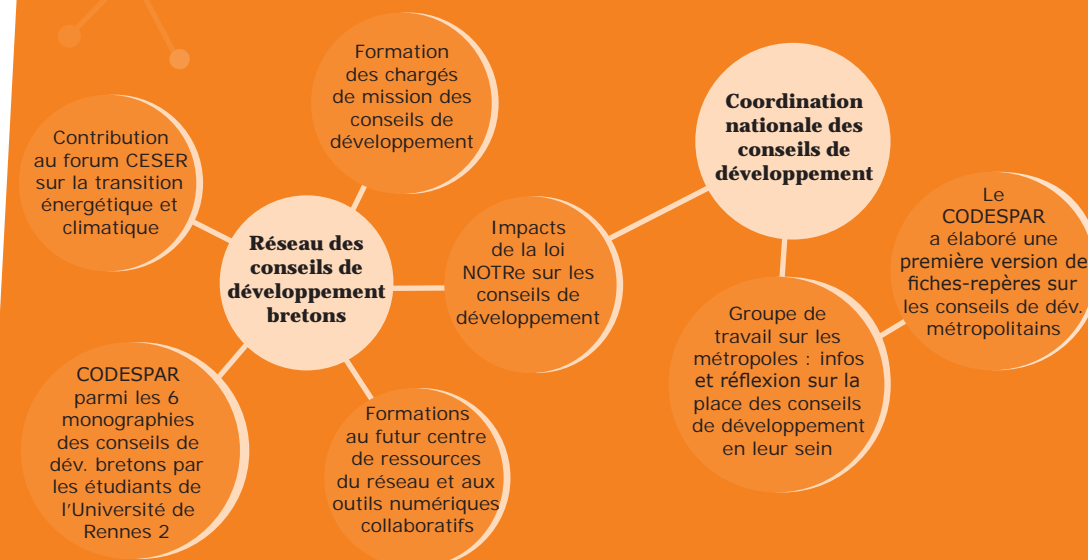 Formation
des chargés
de mission des
conseils de
développement
Contribution
au forum CESER
sur la transition
énergétique et
climatique
Réseau des
conseils de
développement
bretons
CODESPAR
parmi les 6
monographies
des conseils de
dév. bretons par
les étudiants de
l'Université de
Rennes 2
Formations
au futur centre
de ressources
du réseau et aux
outils numériques
collaboratifs
Impacts
de la loi
NOTRe sur les
conseils de
développement
Coordination
nationale des
conseils de
développement
Groupe de
travail sur les
métropoles : infos
et réflexion sur la
place des conseils
de développement
en leur sein
Le
CODESPAR
a élaboré une
première version de
fiches-repères sur
les conseils de dév.
métropolitains